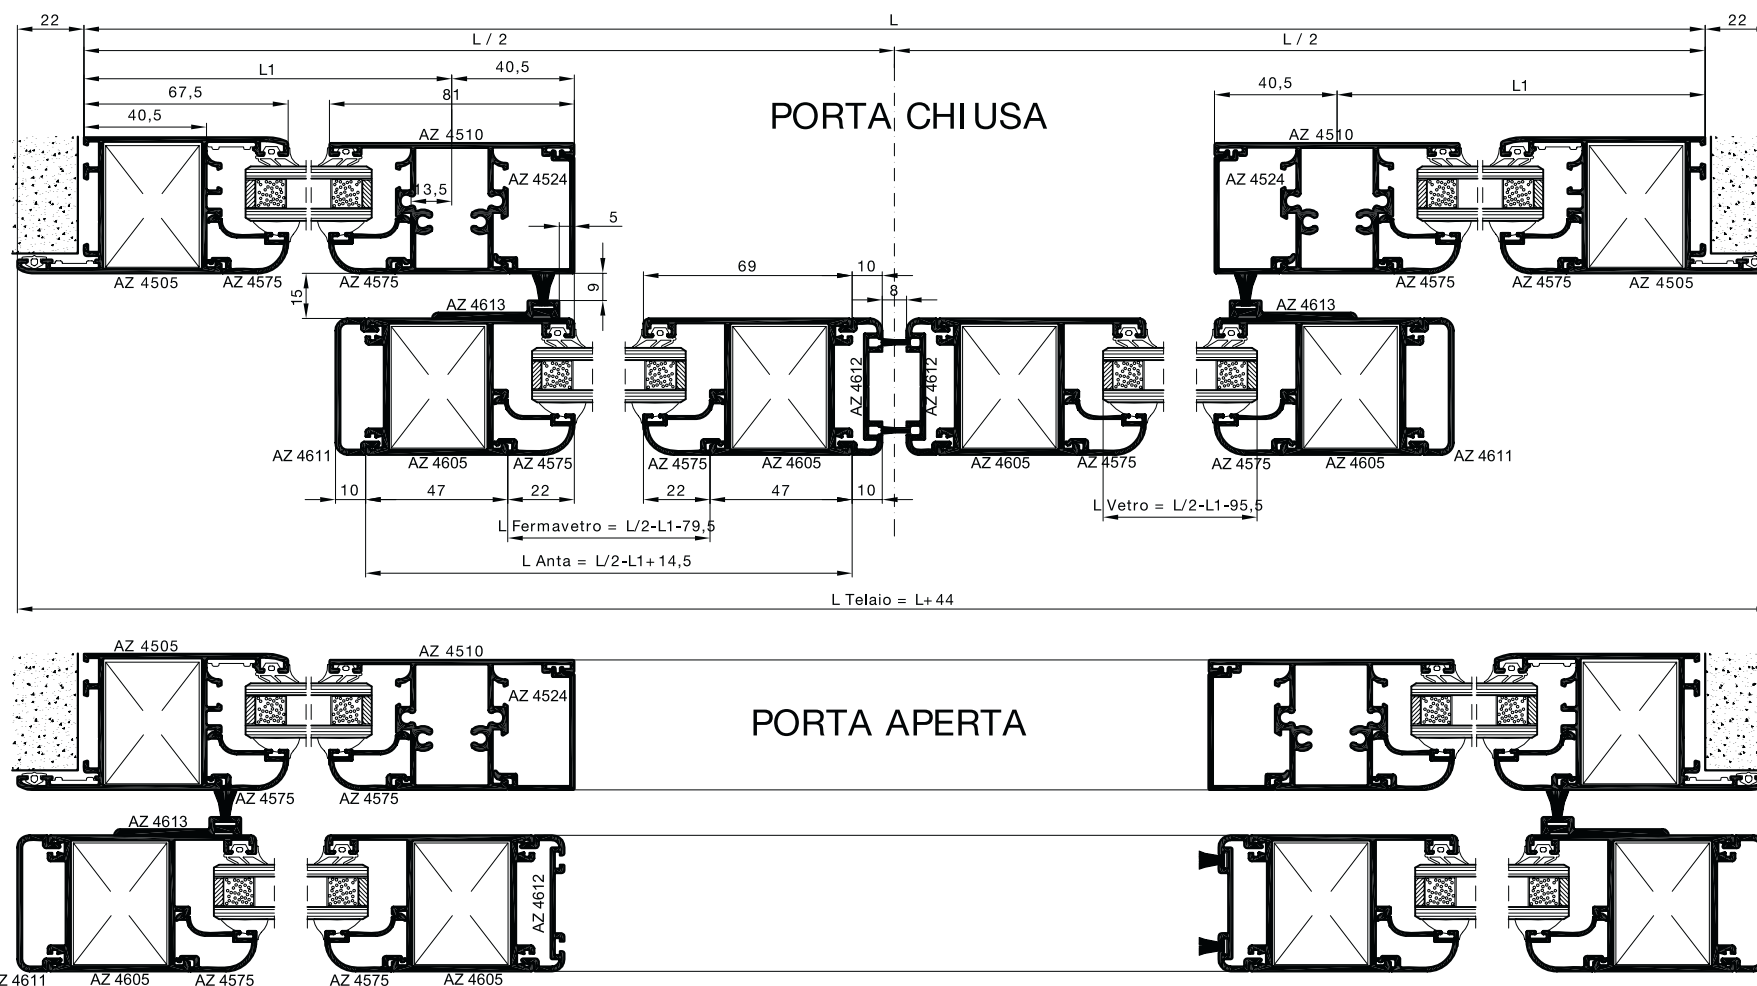 22 L 22
L / 2 L / 2
L1 40,5 40,5 L1
67,5 81
40,5
PORTA CHIUSA
AZ 4510 AZ 4510
AZ 4524 AZ 4524
13,5
5
AZ 4505 AZ 4575 AZ 4575 AZ 4575 AZ 4575 AZ 4505
69 10
15 9 8
AZ 4613 AZ 4613
AZ 4612 AZ 4612
AZ 4611 AZ 4605 AZ 4575 AZ 4575 AZ 4605 AZ 4605 AZ 4575 AZ 4575 AZ 4605 AZ 4611
10 47 22 22 47 10
L Vetro = L/2-L1-95,5
L Fermavetro = L/2-L1-79,5
L Anta = L/2-L1+14,5
L Telaio = L+44
AZ 4505 AZ 4510
AZ 4524
PORTA APERTA
AZ 4575 AZ 4575
AZ 4613
AZ 4612
Z 4611 AZ 4605 AZ 4575 AZ 4575 AZ 4605